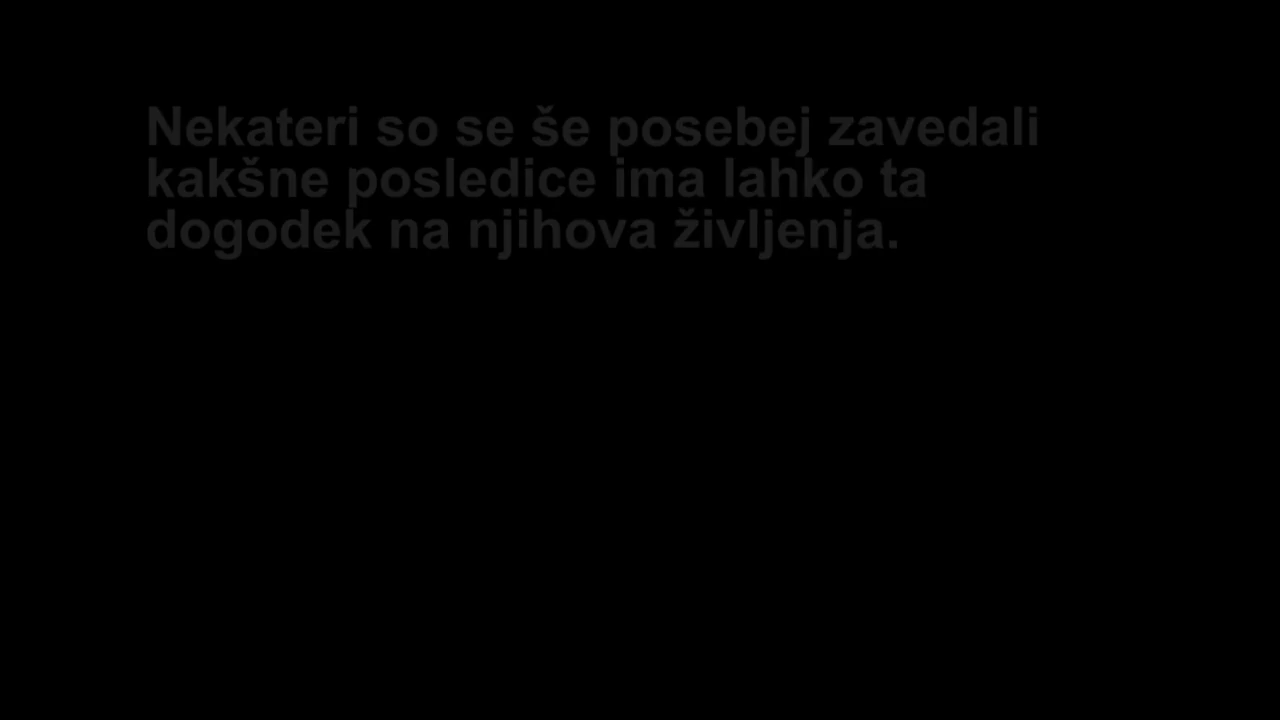 Nekateri so se še posebej zavedali
kakšne posledice ima lahko ta
dogodek na njihova življenja.